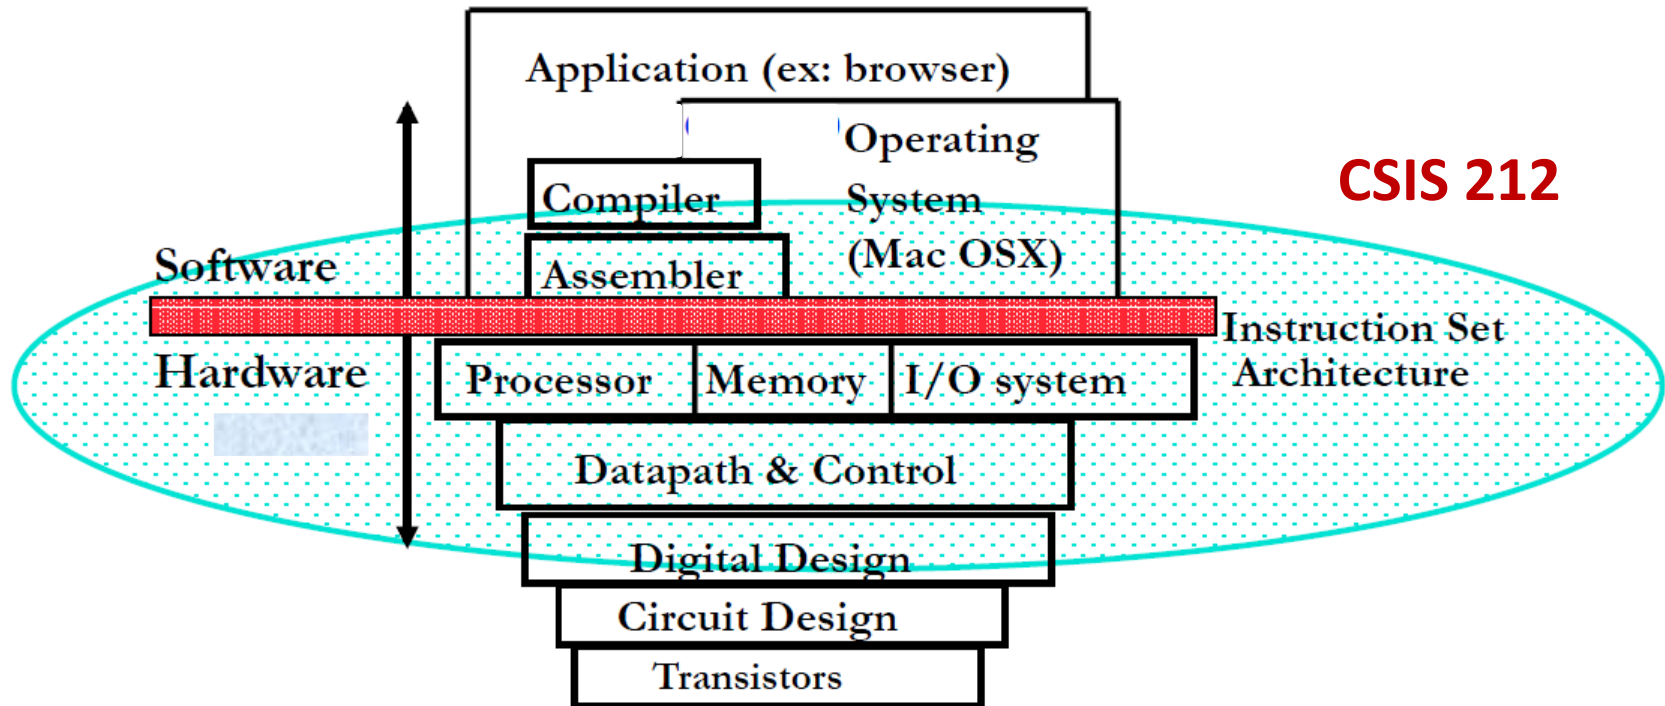 Application (ex: browser)
Operating
System
(Mac OSX)
CSIS 212
Compiler
Assembler
Software
Hardware
Instruction Set
Architecture
Processor
Memory
I/O system
Datapath & Control
Digital Design
Circuit Design
Transistors